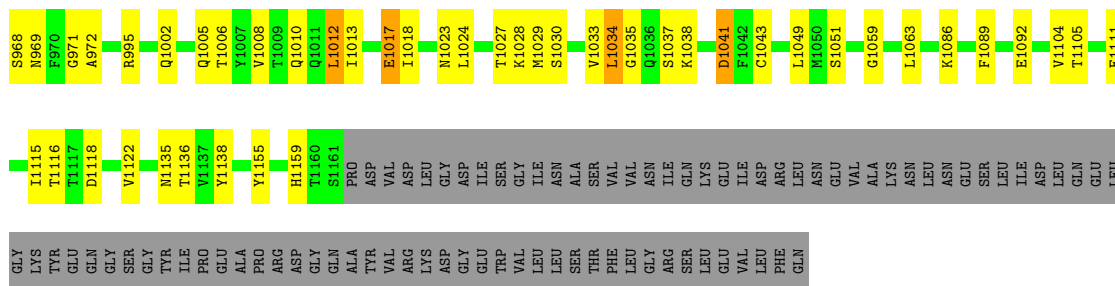 S968 N969 F970 G971 A972 R995 Q1002 Q1005 T1006 Y1007 V1008 T1009 Q1010 Q1011 L1012 I1013 E1017 I1018 N1023 L1024 T1027 K1028 M1029 S1030 V1033 L1034 G1035 Q1036 S1037 K1038 D1041 F1042 C1043 L1049 M1050 S1051 G1059 L1063 K1086 F1089 E1092 V1104 T1105 E1111
I1115 T1116 T1117 D1118 V1122 N1135 T1136 V1137 Y1138 Y1155 H1159 T1160 S1161 PRO ASP VAL ASP LEU GLY ASP ILE SER GLY ILE ASN ALA SER VAL VAL ASN ILE GLN LYS GLU ILE ASP ARG LEU ASN GLU VAL ALA LYS ASN LEU ASN GLU SER LEU ILE ASP LEU GLN GLU LEU
GLY LYS TYR GLU GLN GLY SER GLY TYR ILE PRO GLU ALA PRO ARG ASP GLY GLN ALA TYR VAL ARG LYS ASP GLY GLU TRP VAL LEU LEU SER THR PHE LEU GLY ARG SER LEU GLU VAL LEU PHE GLN